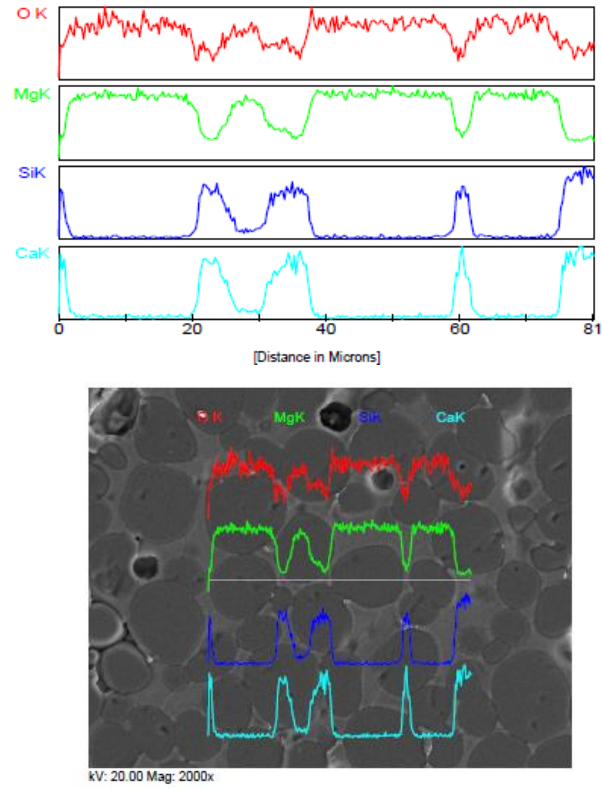 O K
MgK
SiK
CaK
0 20 40 60 81
[Distance in Microns]
O K MgK SiK CaK
kV: 20.00 Mag: 2000x